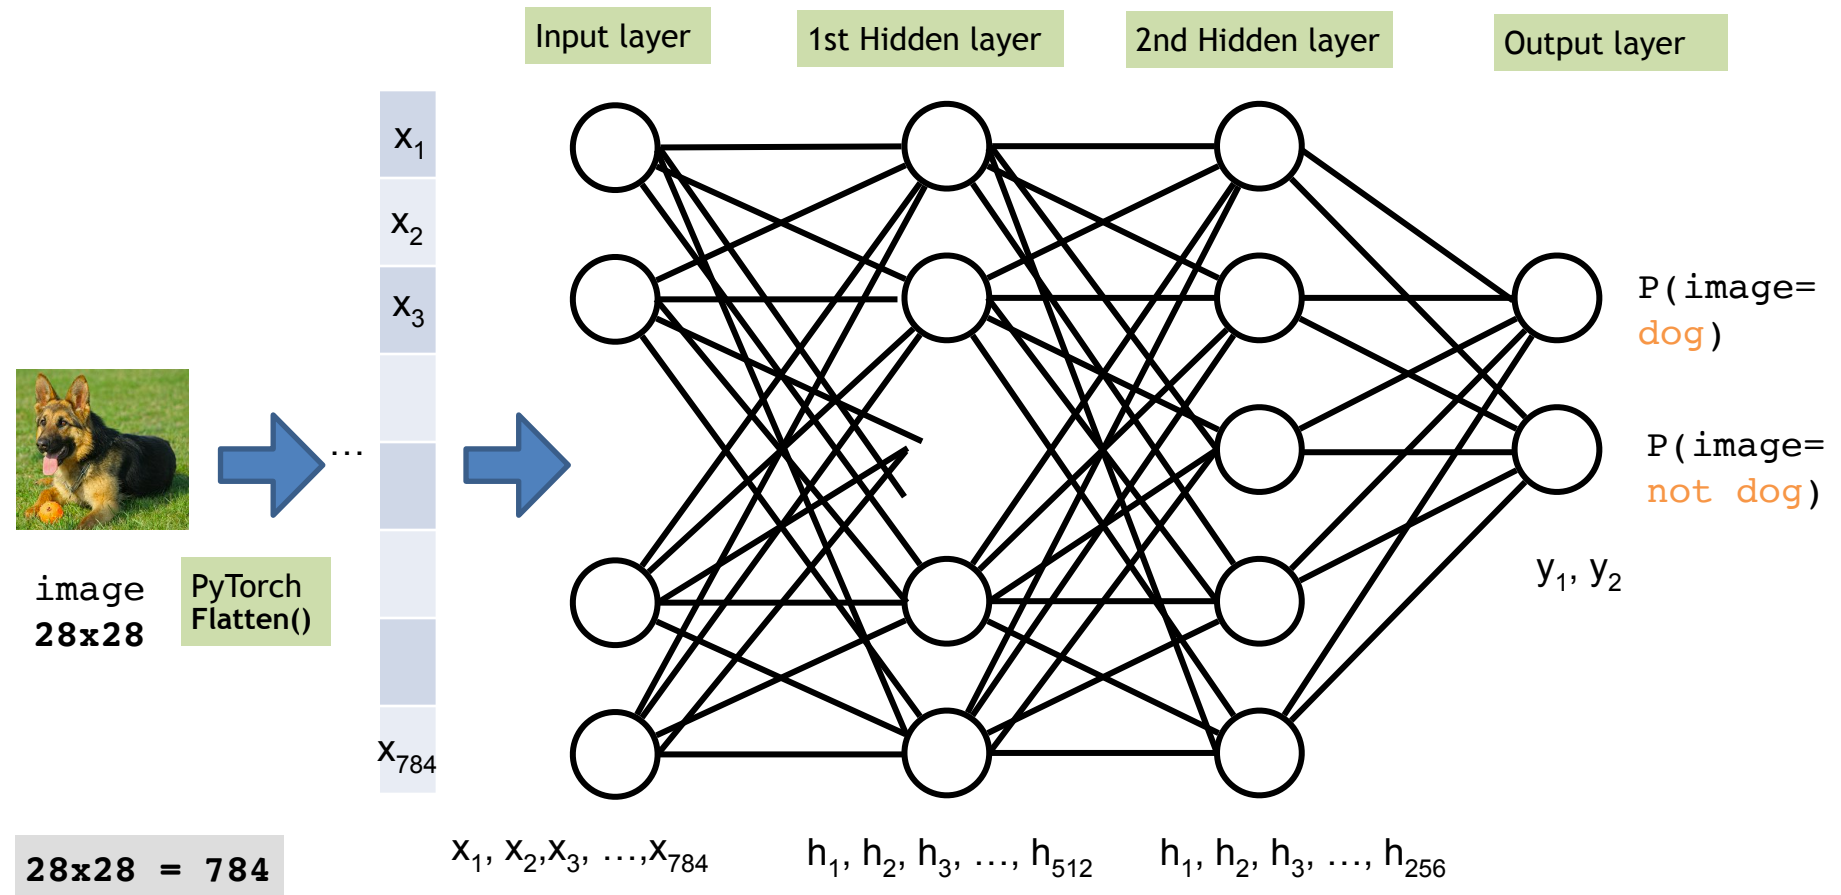 Input layer
1st Hidden layer
2nd Hidden layer
Output layer
x₁
x₂
x₃
x₇₈₄
...
image
28x28
PyTorch
Flatten()
P(image=
dog)
P(image=
not dog)
y₁, y₂
28x28 = 784
x₁, x₂,x₃, ...,x₇₈₄
h₁, h₂, h₃, ..., h₅₁₂
h₁, h₂, h₃, ..., h₂₅₆